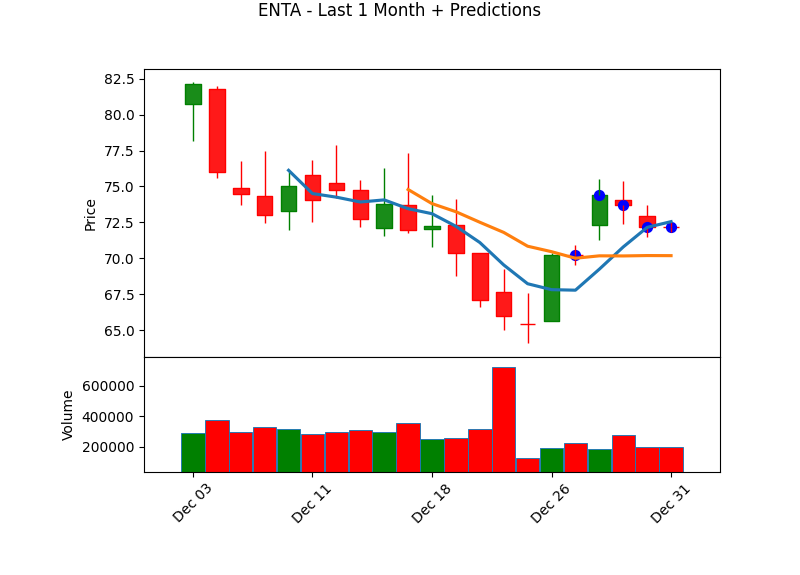 ENTA - Last 1 Month + Predictions
82.5
80.0
77.5
75.0
72.5
70.0
67.5
65.0
Price
600000
400000
200000
Volume
Dec 03
Dec 11
Dec 18
Dec 26
Dec 31